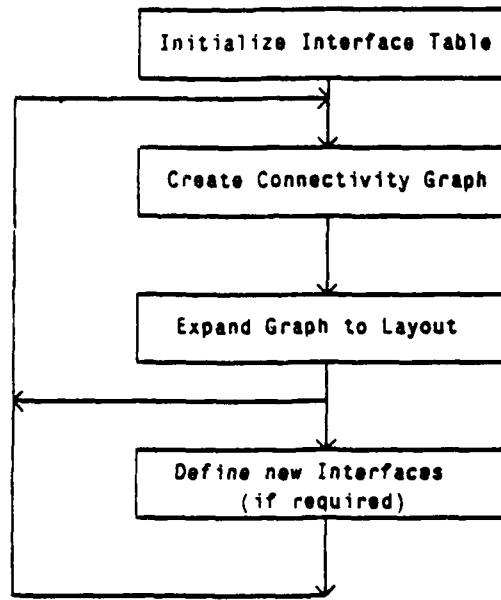 Initialize Interface Table
Create Connectivity Graph
Expand Graph to Layout
Define new Interfaces
(if required)